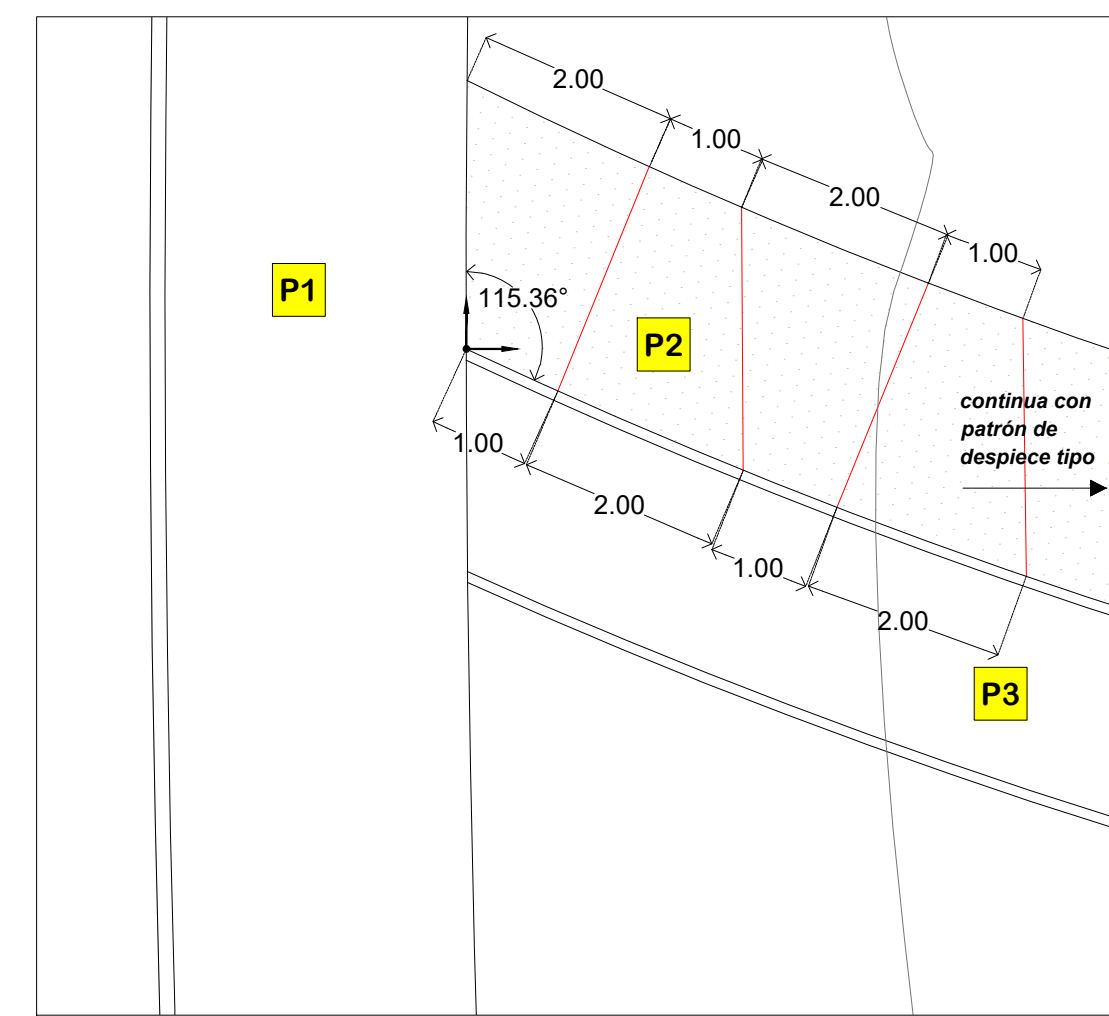 2.00
1.00
2.00
1.00
P1
115.36°
P2
continua con
patrón de
despiece tipo
1.00
2.00
1.00
2.00
P3